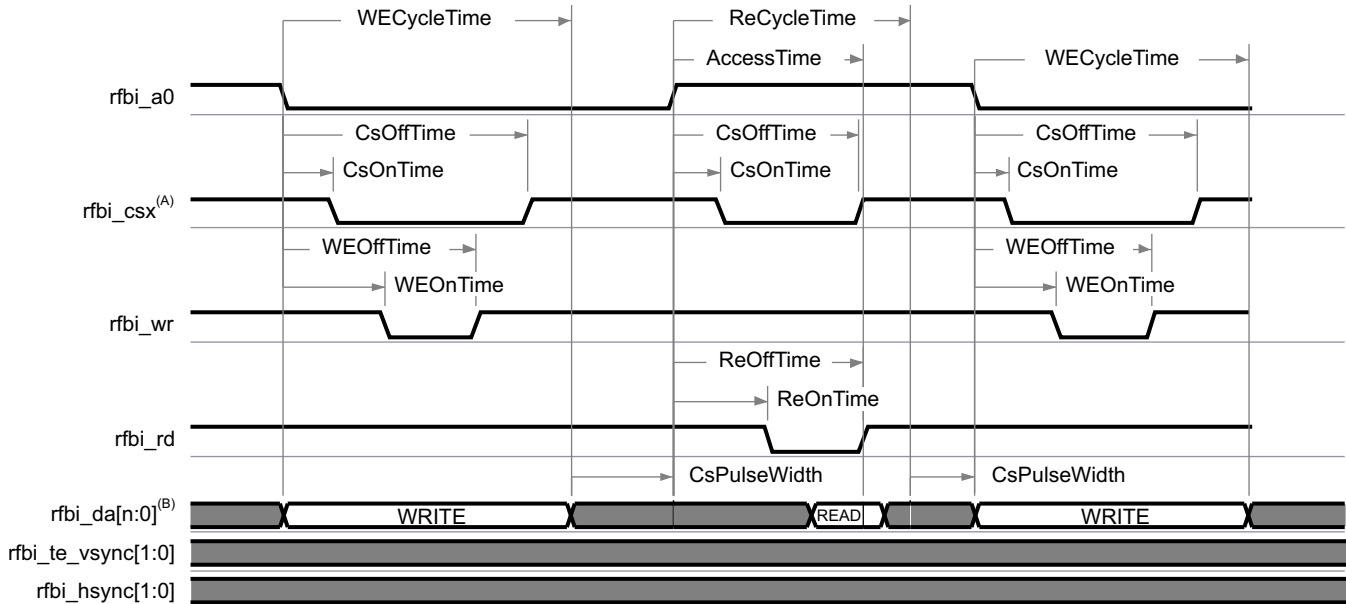 WECycleTime ReCycleTime
AccessTime WECycleTime
rfbi_a0
CsOffTime CsOffTime CsOffTime
CsOnTime CsOnTime CsOnTime
rfbi_csx(A)
WEOffTime WEOffTime
WEOnTime WEOnTime
rfbi_wr
ReOffTime
ReOnTime
rfbi_rd
CsPulseWidth CsPulseWidth
rfbi_da[n:0](B) WRITE READ WRITE
rfbi_te_vsync[1:0]
rfbi_hsync[1:0]